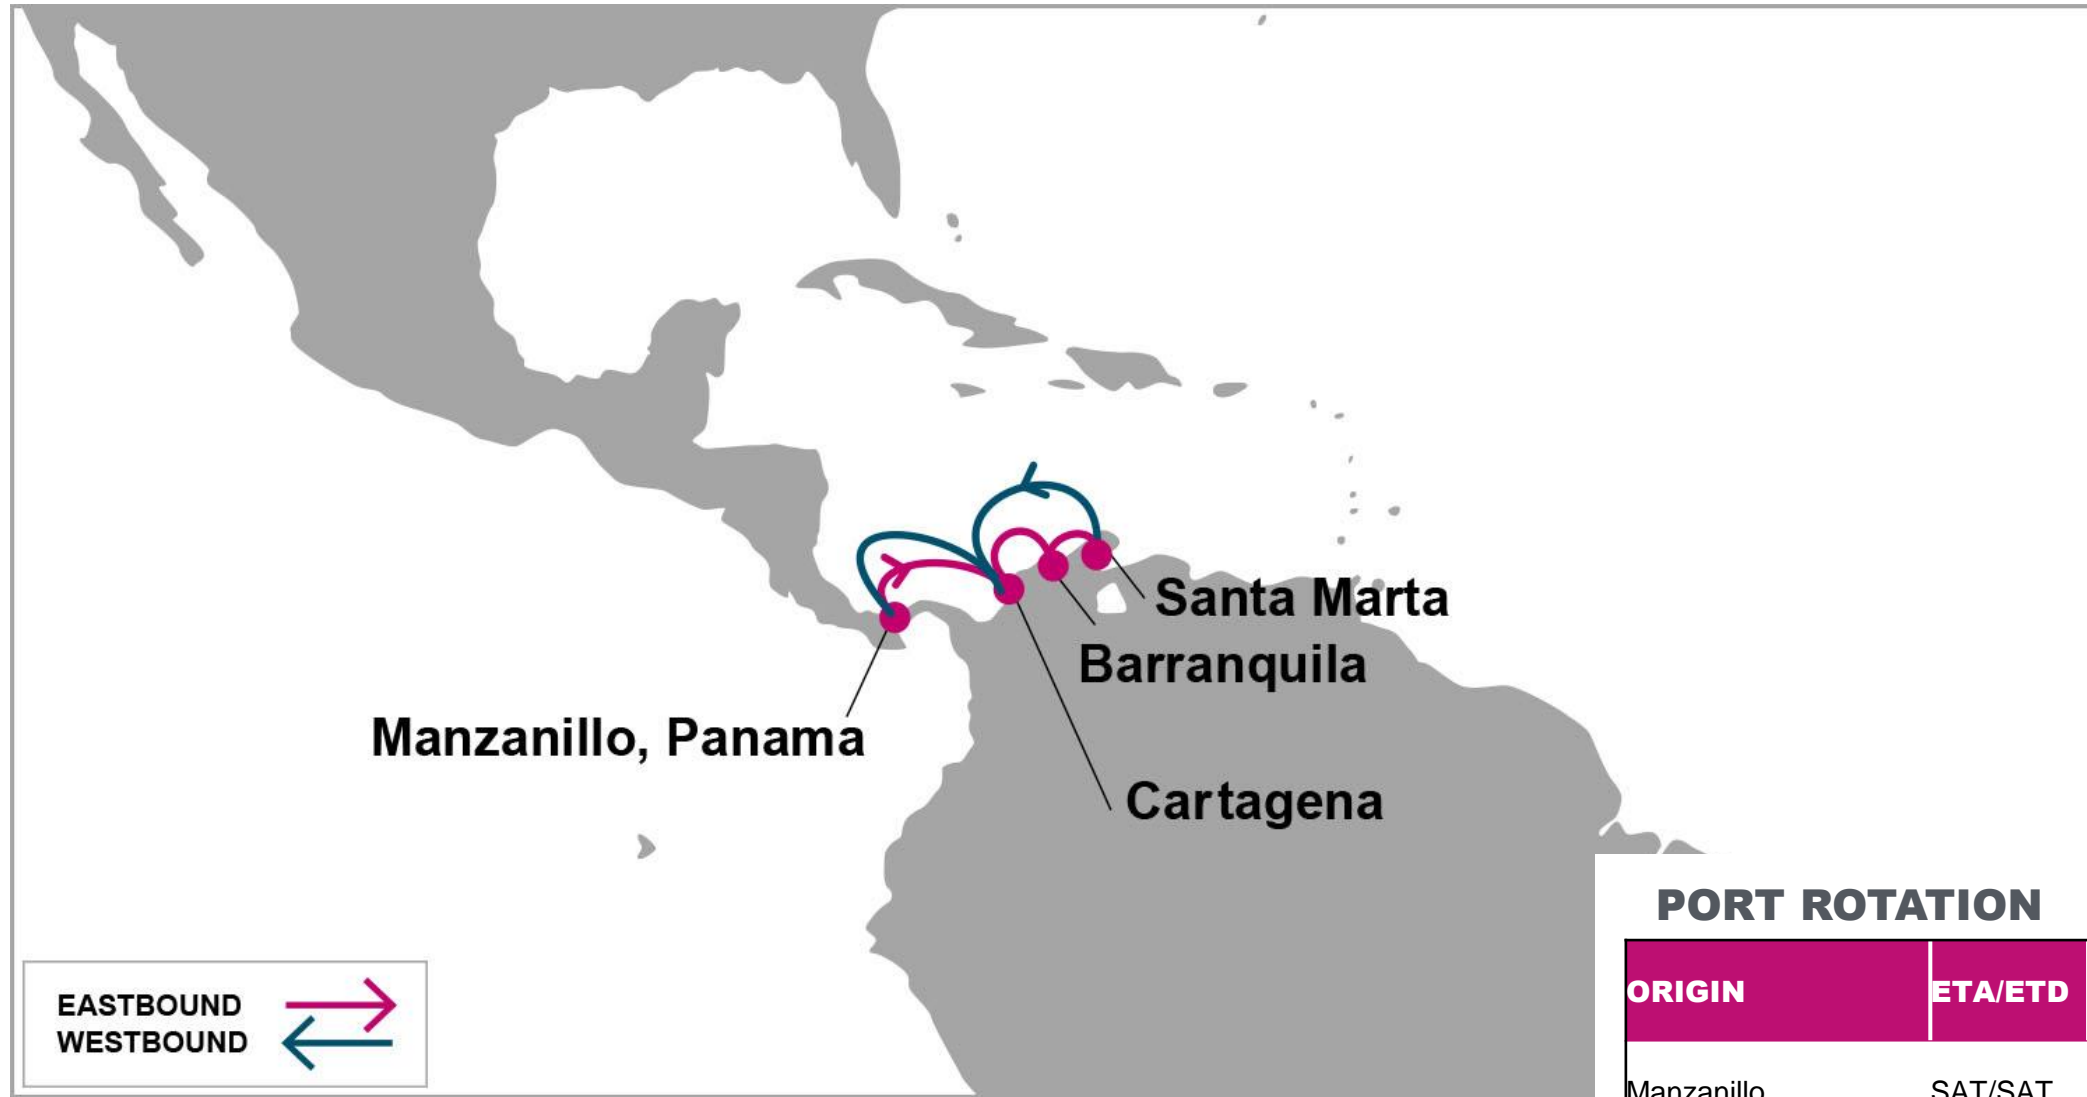 Santa Marta
Barranquila
Manzanillo, Panama
Cartagena
PORT ROTATION
ORIGIN ETA/ETD
Manzanillo SAT/SAT
EASTBOUND
WESTBOUND